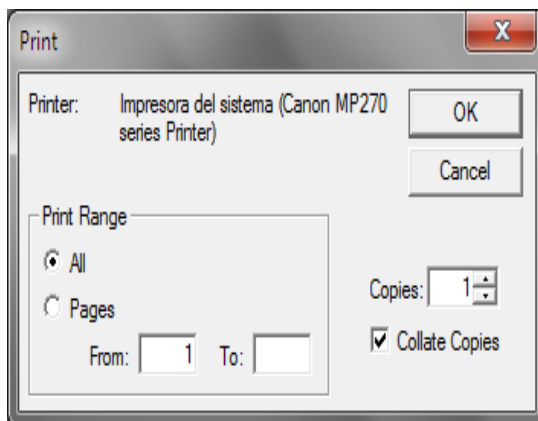 Print
X
Printer: Impresora del sistema (Canon MP270
series Printer)
OK
Cancel
Print Range
All
Pages
From: 1 To:
Copies: 1
Collate Copies